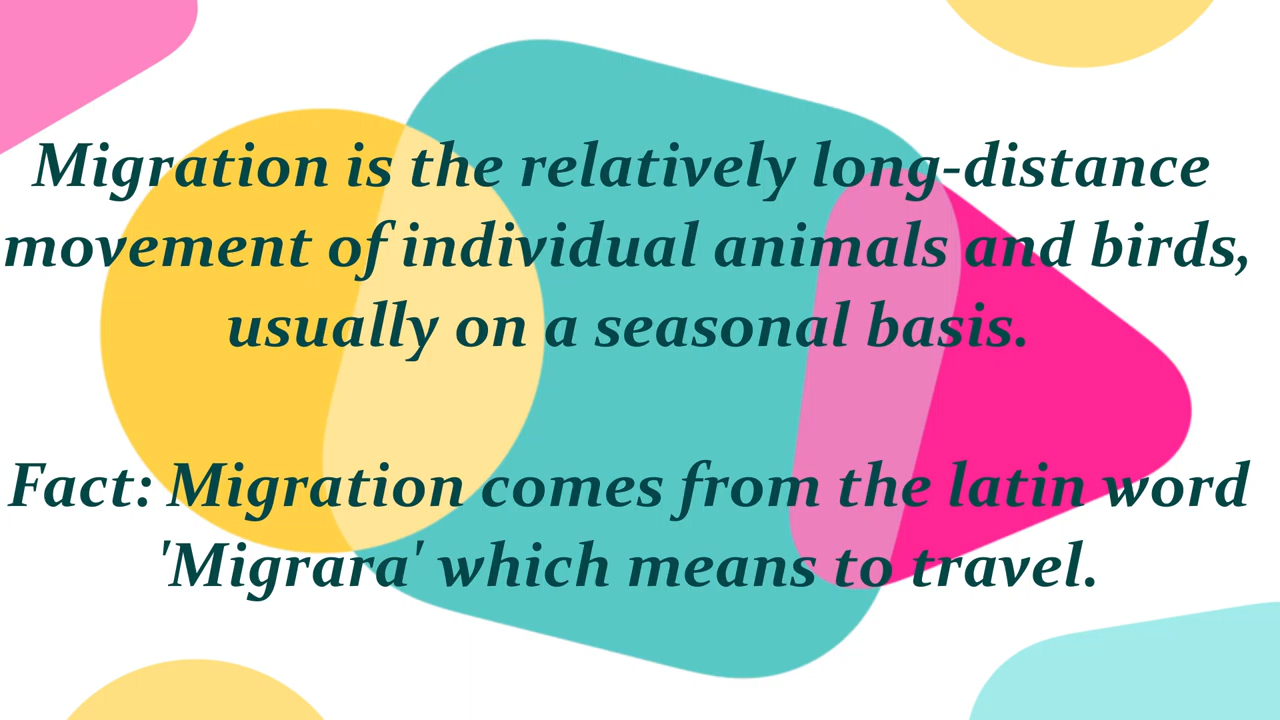 Migration is the relatively long-distance
movement of individual animals and birds,
usually on a seasonal basis.
Fact: Migration comes from the latin word
'Migrara' which means to travel.